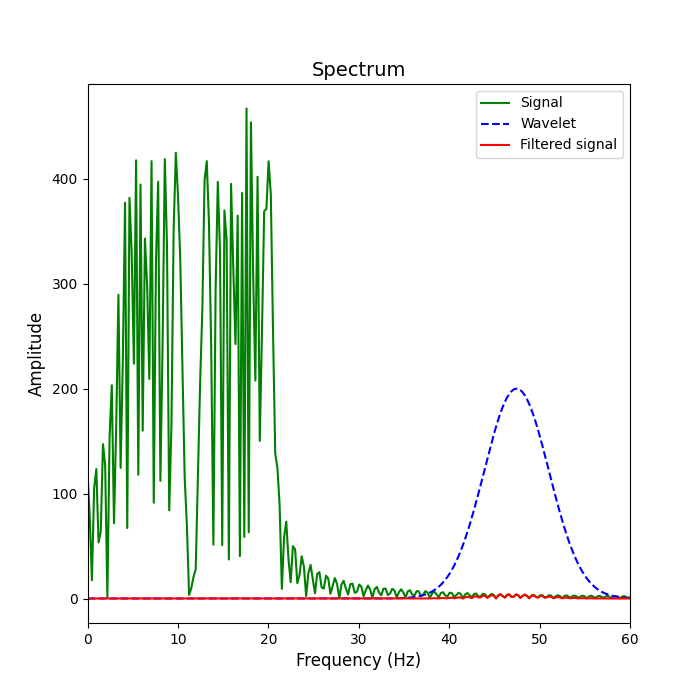 Spectrum
Signal
Wavelet
Filtered signal
400
300
200
100
0
Amplitude
0 10 20 30 40 50 60
Frequency (Hz)